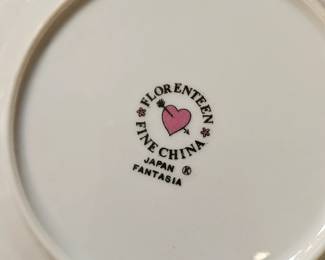 FLORENTEEN
FINE CHINA
JAPAN Ⓚ
FANTASIA